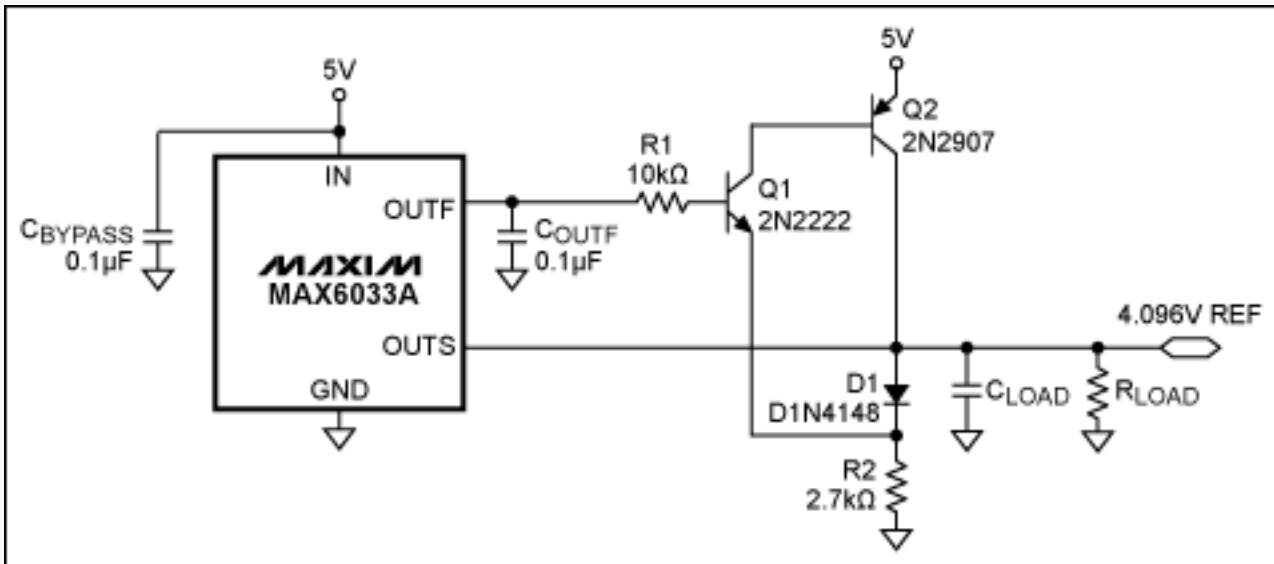 5V
5V
Q2
2N2907
R1
10kΩ
IN
OUTF
Q1
2N2222
CBYPASS
0.1µF
COUTF
0.1µF
MAXIM
MAX6033A
4.096V REF
OUTS
GND
D1
D1N4148
CLOAD
RLOAD
R2
2.7kΩ